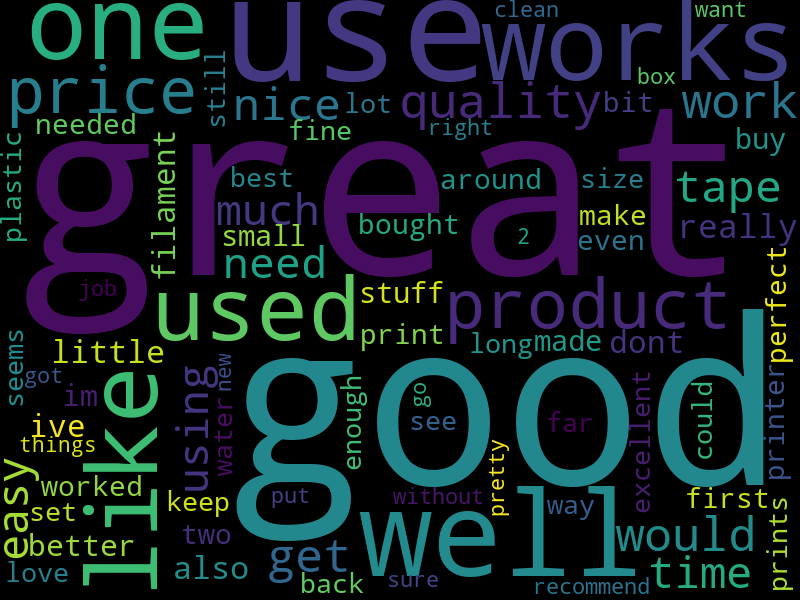 one
use
works
clean
want
price
still
nice
lot
quality
bit
box
work
needed
fine
right
buy
plastic
filament
great
best
around
size
tape
much
bought
2
make
really
small
even
need
job
used
stuff
product
perfect
print
long
made
dont
seems
little
got
im
using
new
good
like
ive
things
water
enough
go
see
far
excellent
could
printer
easy
worked
set
keep
put
without
pretty
way
first
prints
better
two
get
well
would
love
also
back
sure
recommend
time